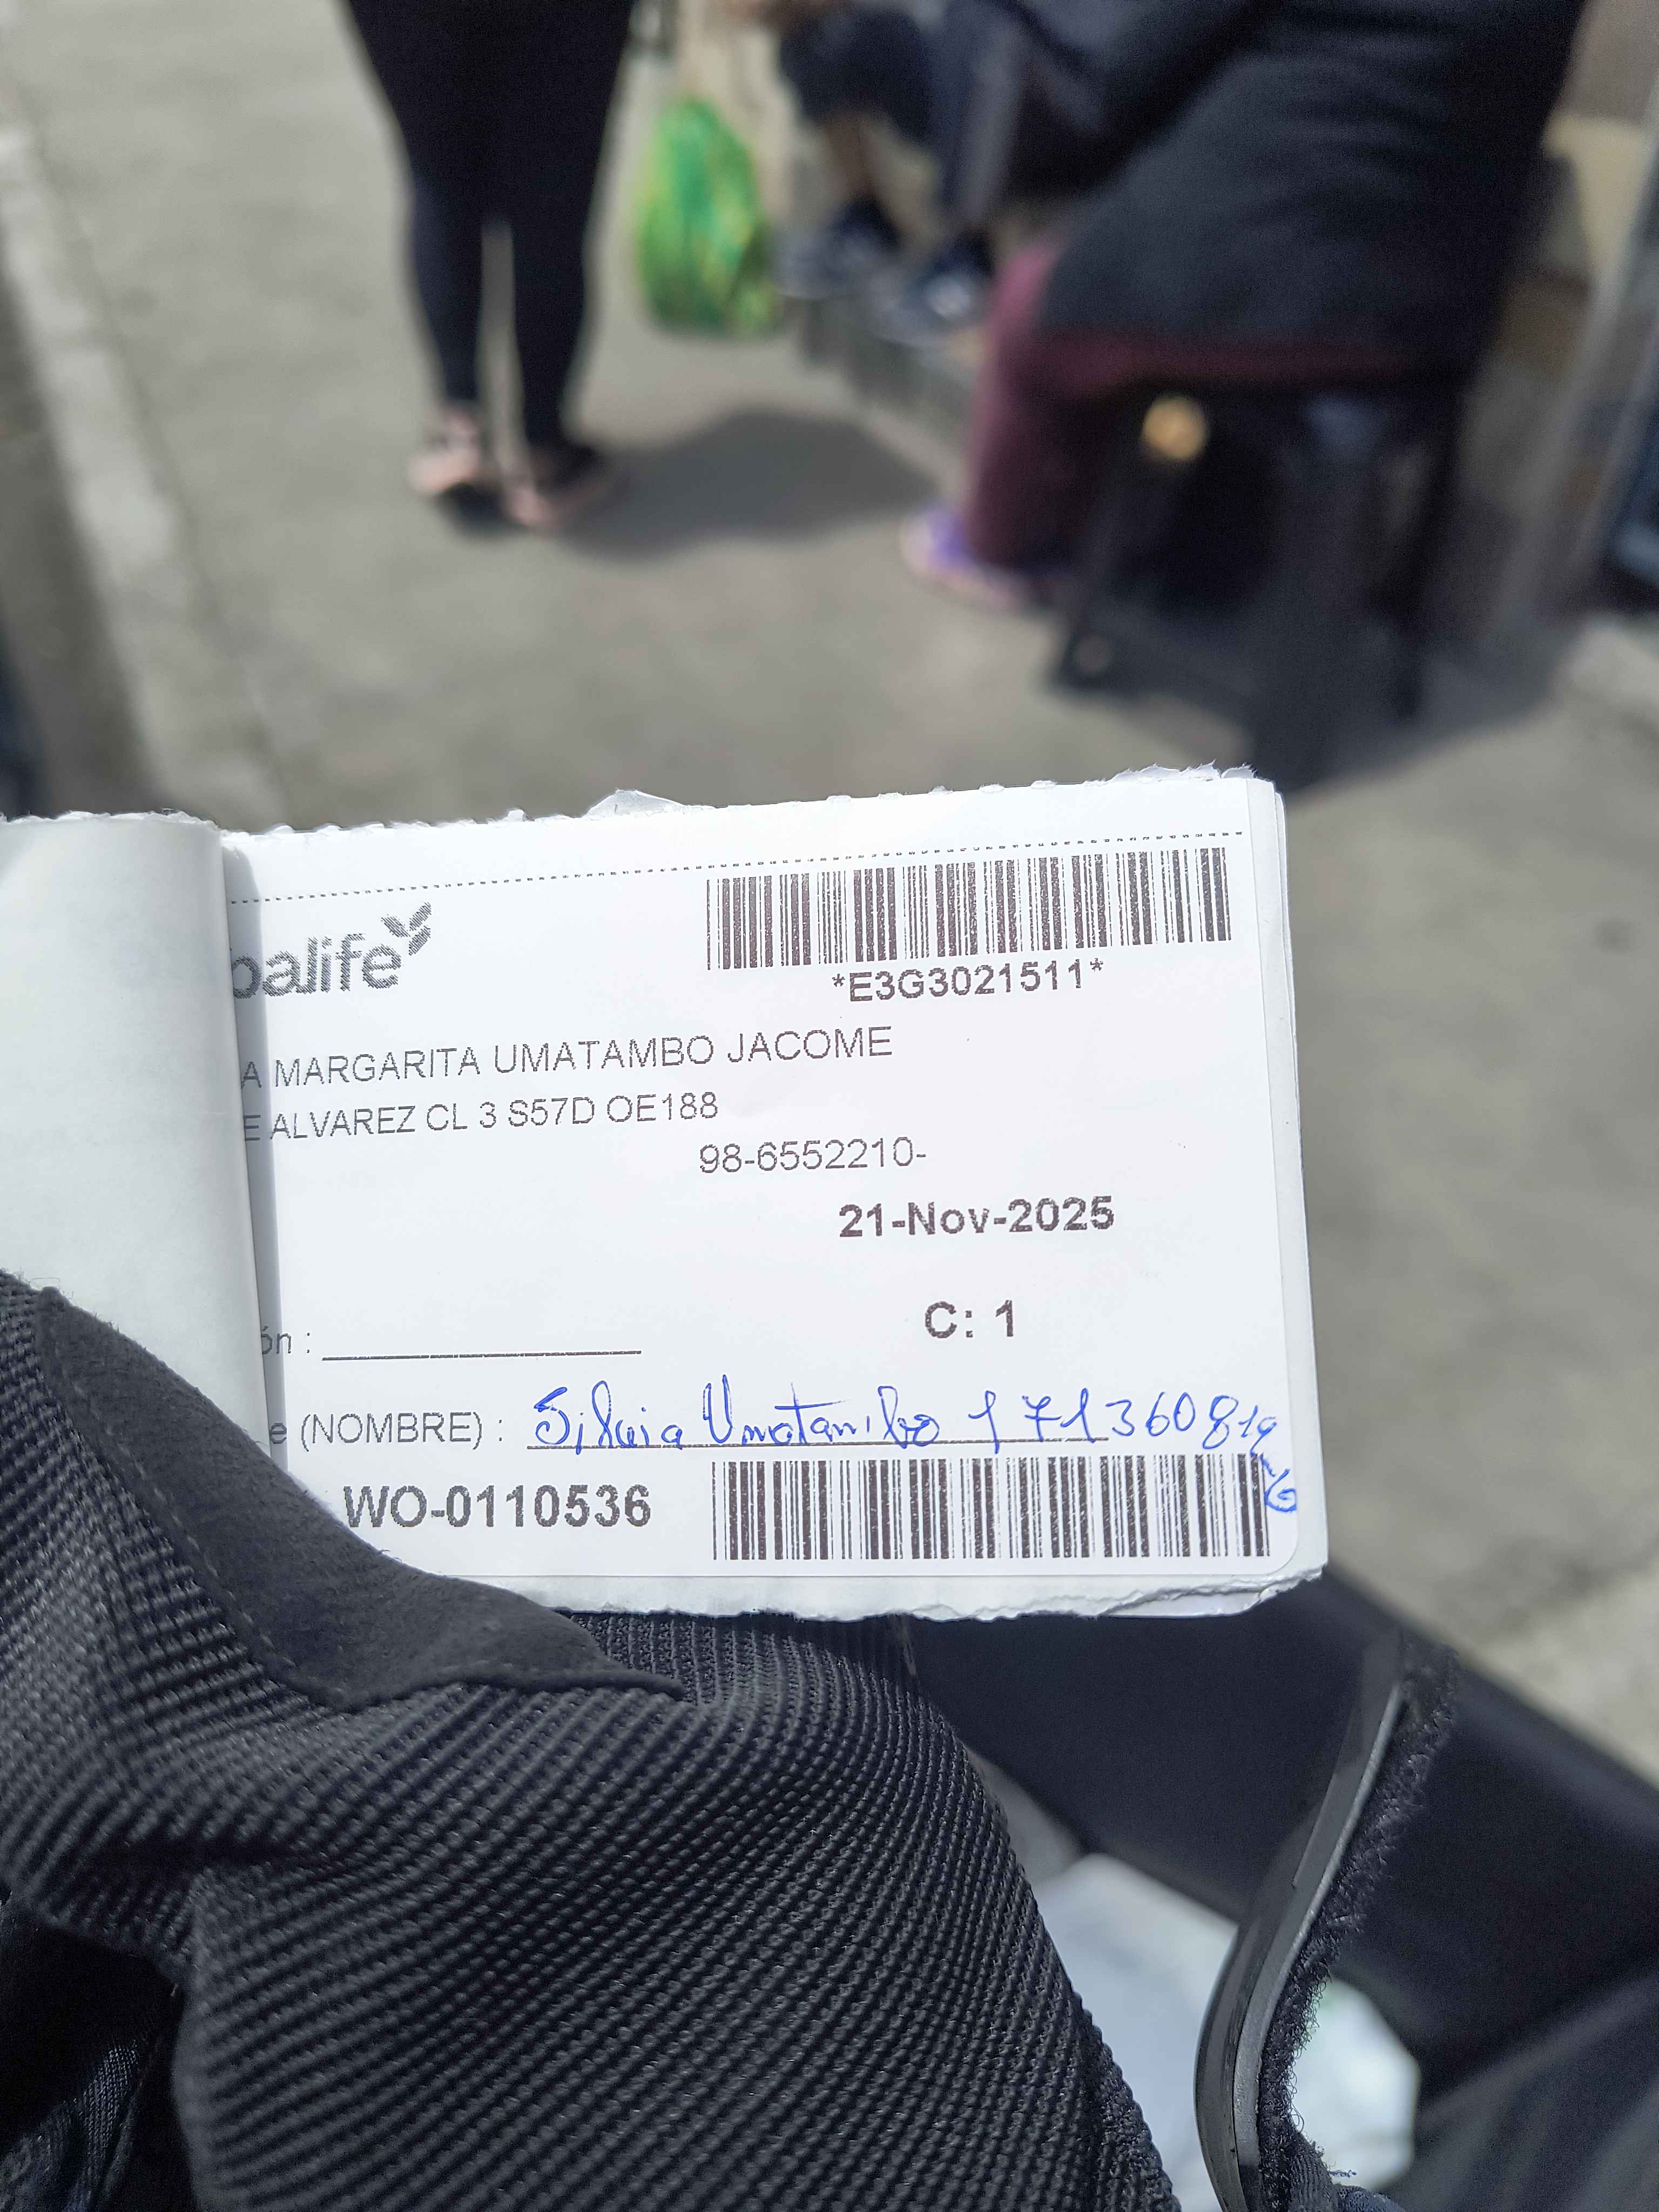 balife
*E3G3021511*
A MARGARITA UMATAMBO JACOME
E ALVAREZ CL 3 S57D OE188
98-6552210-
21-Nov-2025
C: 1
ón :
e (NOMBRE) : Silvia Umatambo 171360819
WO-0110536